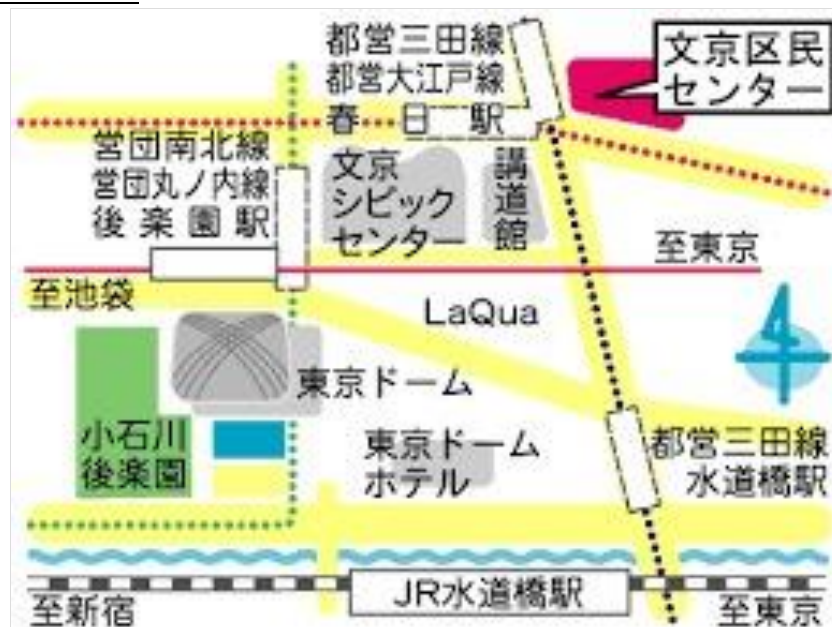 都営三田線
都営大江戸線
春日駅
文京区民
センター
営団南北線
営団丸ノ内線
後楽園駅
文京
シビック
センター
講道館
至東京
至池袋
LaQua
4
東京ドーム
小石川
後楽園
東京ドーム
ホテル
都営三田線
水道橋駅
JR水道橋駅
至新宿
至東京